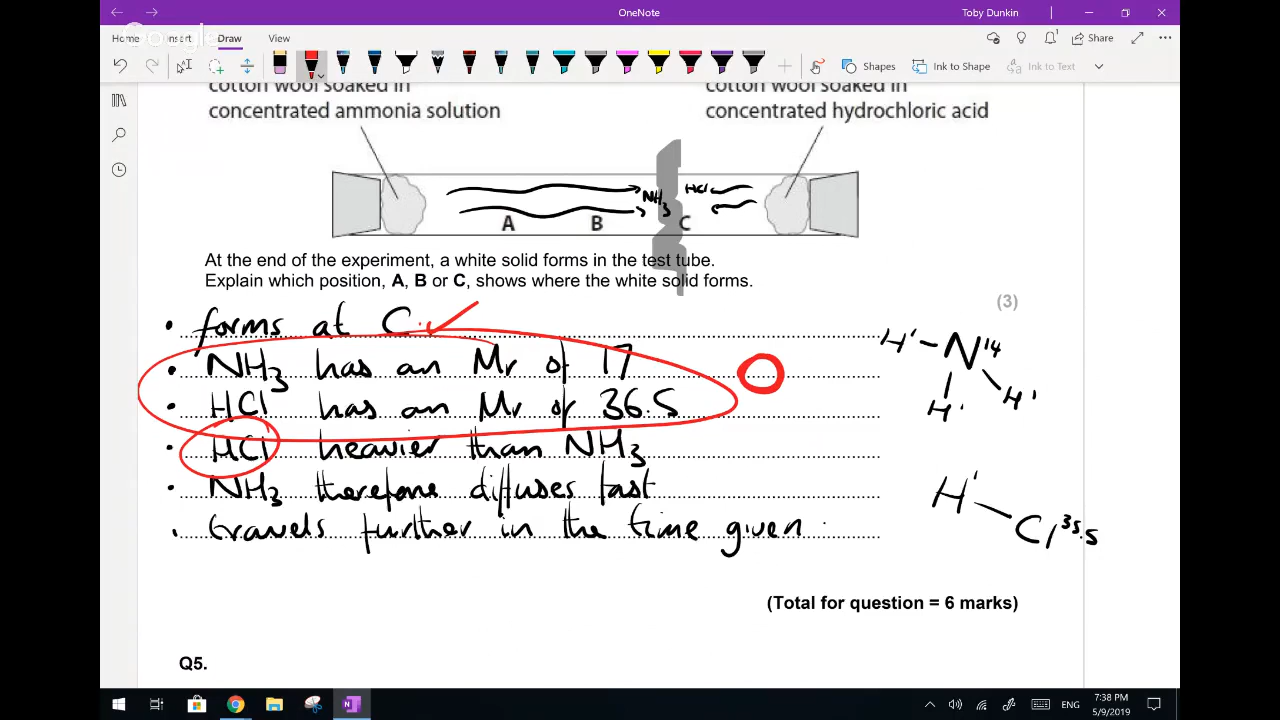 OneNote
Toby Dunkin
Google
Home
Draw
View
Share
Shapes
Ink to Shape
Ink to Text
cotton wool soaked in
concentrated ammonia solution
cotton wool soaked in
concentrated hydrochloric acid
NH3 HCl
A B C
At the end of the experiment, a white solid forms in the test tube.
Explain which position, A, B or C, shows where the white solid forms.
(3)
• forms at C.
• NH3 has an Mr of 17
• HCl has an Mr of 36.5
• HCl heavier than NH3
• NH3 therefore diffuses fast
• travels further in the time given
H1 N14
H1 H1
H1
Cl35.5
(Total for question = 6 marks)
Q5.
ENG
7:38 PM
5/9/2019